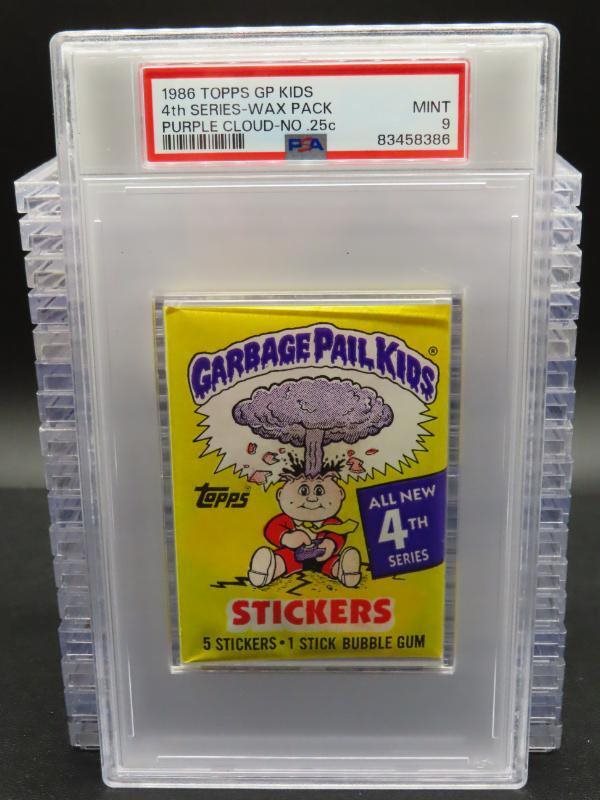 1986 TOPPS GP KIDS
4th SERIES-WAX PACK
PURPLE CLOUD-NO .25c
MINT
9
83458386
PSA
GARBAGE PAIL KIDS®
topps®
ALL NEW
4TH
SERIES
STICKERS
5 STICKERS • 1 STICK BUBBLE GUM